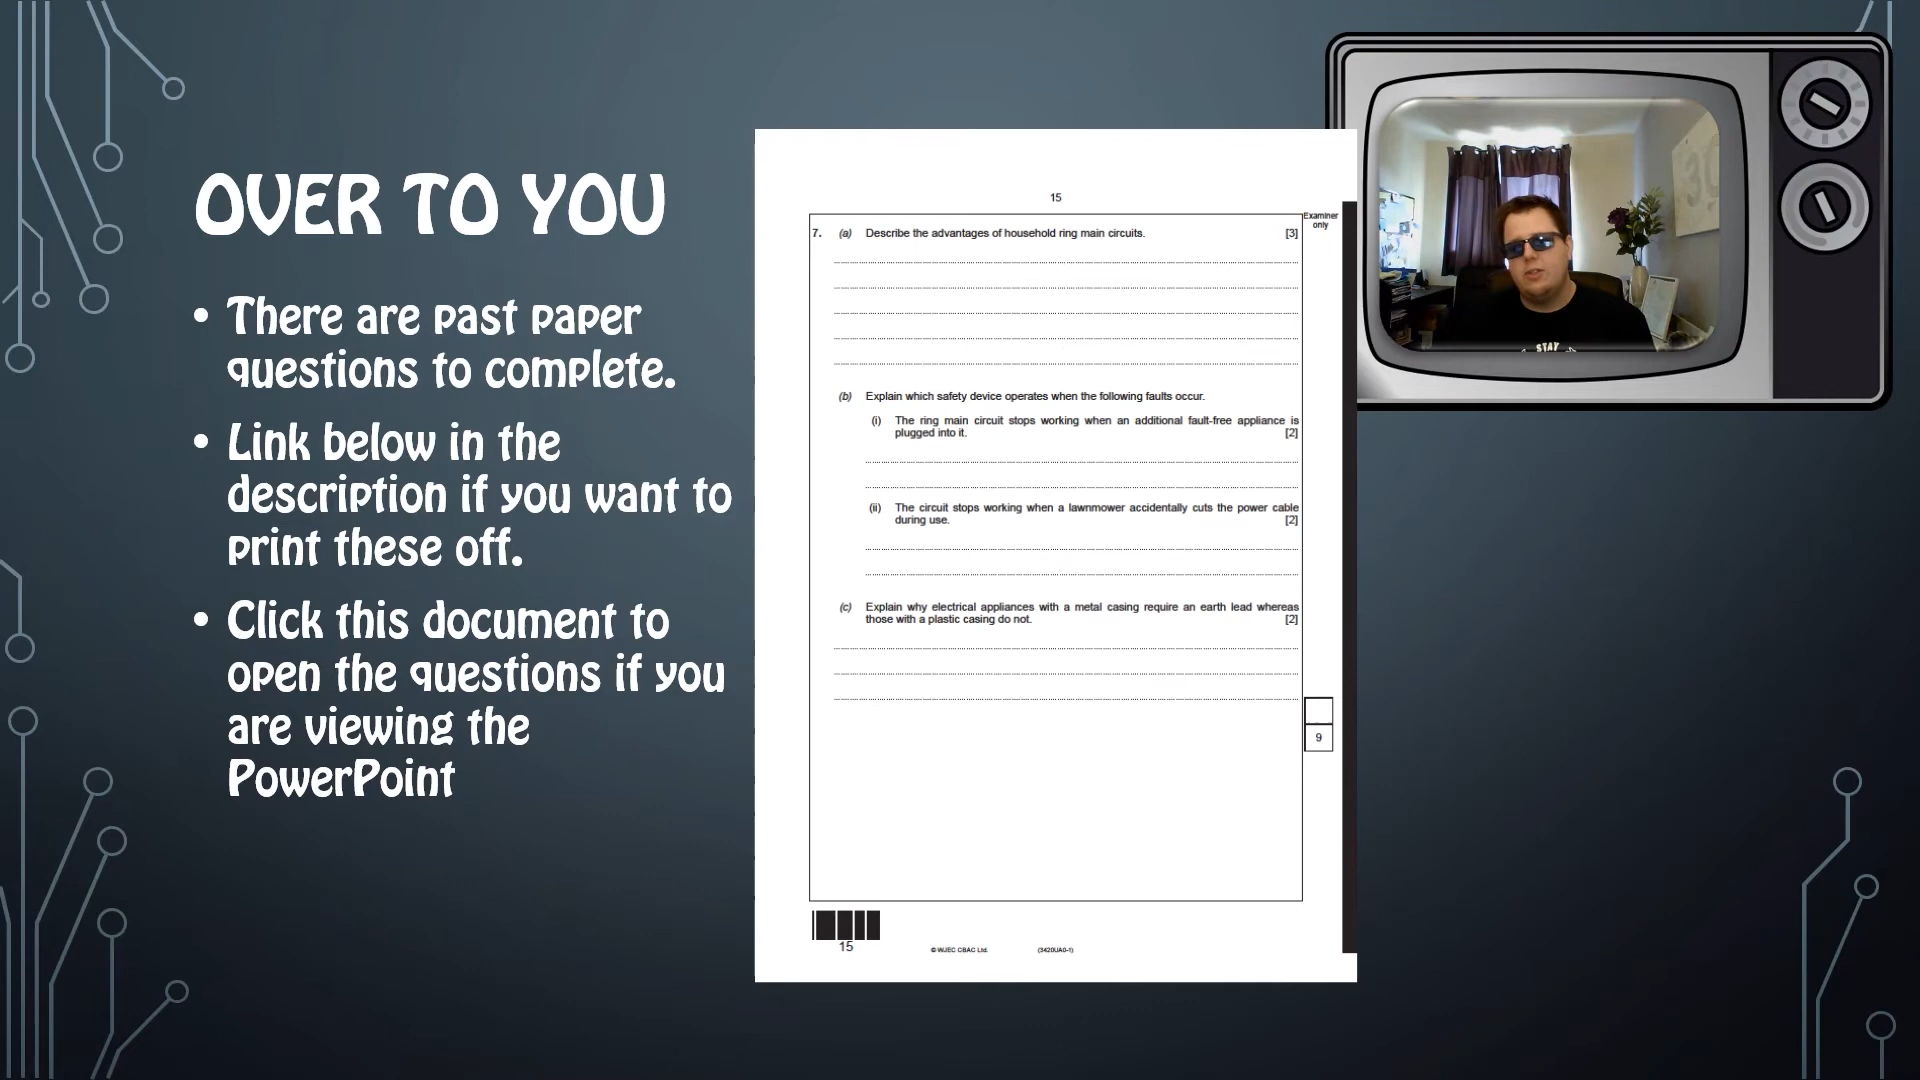 OVER TO YOU
• There are past paper
questions to complete.
• Link below in the
description if you want to
print these off.
• Click this document to
open the questions if you
are viewing the
PowerPoint
15
Examiner
only
7. (a) Describe the advantages of household ring main circuits. [3]
(b) Explain which safety device operates when the following faults occur.
(i) The ring main circuit stops working when an additional fault-free appliance is
plugged into it. [2]
(ii) The circuit stops working when a lawnmower accidentally cuts the power cable
during use. [2]
(c) Explain why electrical appliances with a metal casing require an earth lead whereas
those with a plastic casing do not. [2]
9
15
© WJEC CBAC Ltd. (3420UA0-1)
STAY